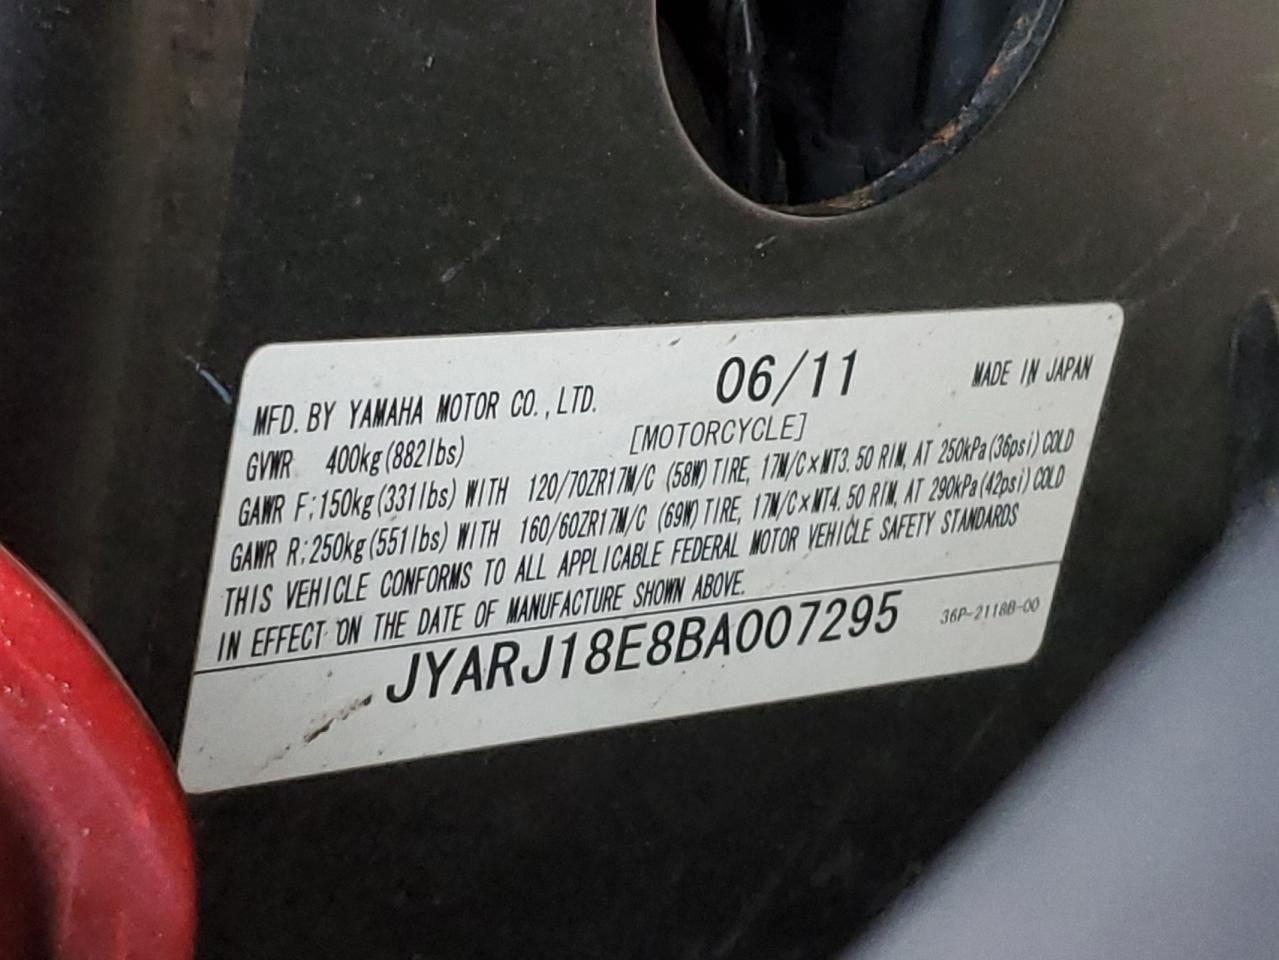 MFD. BY YAMAHA MOTOR CO., LTD. 06/11 MADE IN JAPAN
GVWR 400kg(882lbs) [MOTORCYCLE]
GAWR F;150kg(331lbs) WITH 120/70ZR17M/C (58W) TIRE, 17M/C×MT3.50 RIM, AT 250kPa(36psi) COLD
GAWR R;250kg(551lbs) WITH 160/60ZR17M/C (69W) TIRE, 17M/C×MT4.50 RIM, AT 290kPa(42psi) COLD
THIS VEHICLE CONFORMS TO ALL APPLICABLE FEDERAL MOTOR VEHICLE SAFETY STANDARDS
IN EFFECT ON THE DATE OF MANUFACTURE SHOWN ABOVE.
JYARJ18E8BA007295 36P-2118B-00